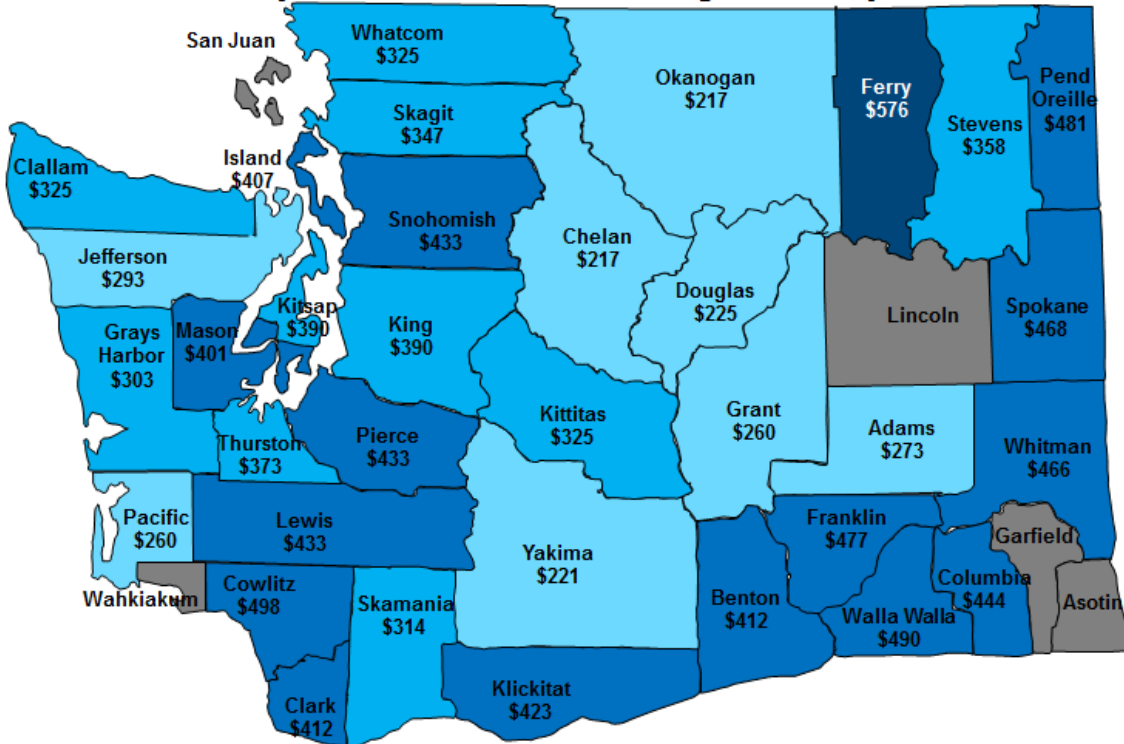 San Juan
Whatcom
$325
Skagit
$347
Okanogan
$217
Ferry
$576
Stevens
$358
Pend
Oreille
$481
Clallam
$325
Island
$407
Snohomish
$433
Chelan
$217
Jefferson
$293
Douglas
$225
Kitsap
$390
King
$390
Grays
Harbor
$303
Mason
$401
Lincoln
Spokane
$468
Kittitas
$325
Grant
$260
Adams
$273
Whitman
$466
Thurston
$373
Pierce
$433
Pacific
$260
Lewis
$433
Yakima
$221
Franklin
$477
Garfield
Wahkiakum
Cowlitz
$498
Skamania
$314
Benton
$412
Walla Walla
$490
Columbia
$444
Asotin
Clark
$412
Klickitat
$423